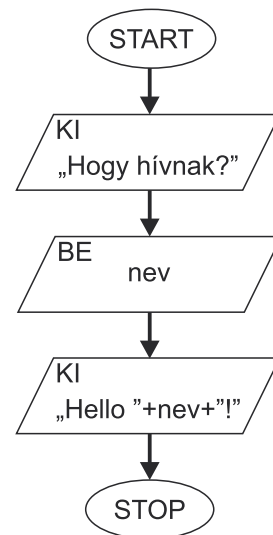 START
KI
„Hogy hívnak?”
BE
nev
KI
„Hello ”+nev+”!”
STOP